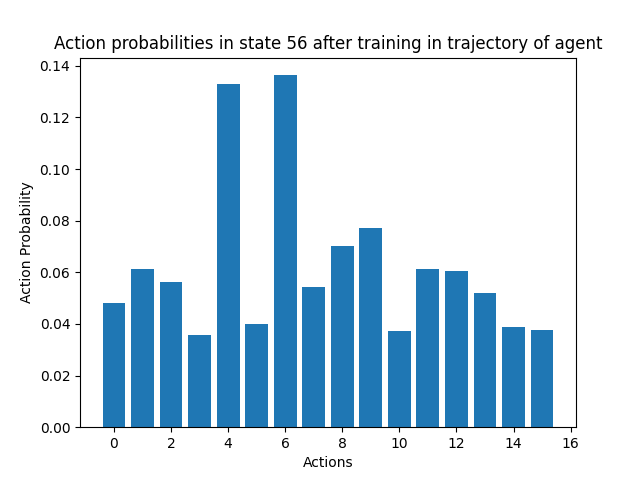 Action probabilities in state 56 after training in trajectory of agent
0.14
0.12
0.10
0.08
0.06
0.04
0.02
0.00
Action Probability
0 2 4 6 8 10 12 14 16
Actions